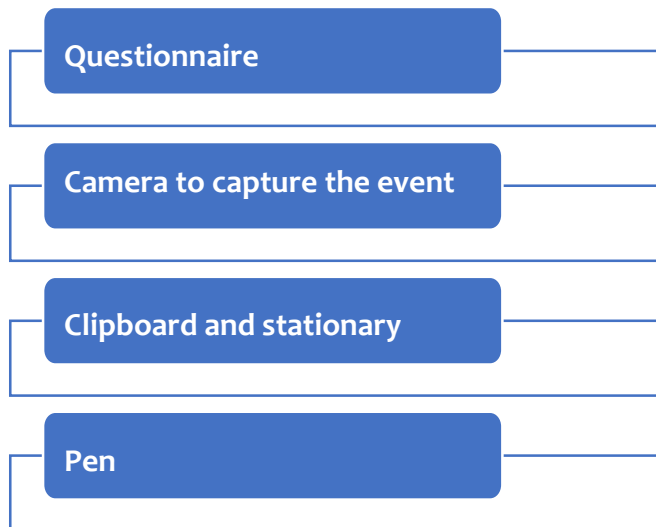 Questionnaire
Camera to capture the event
Clipboard and stationary
Pen